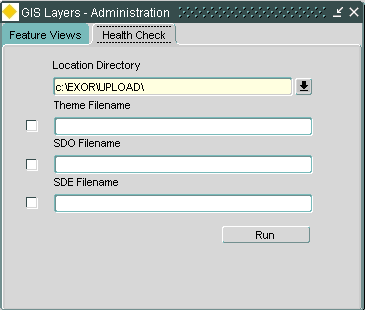 GIS Layers - Administration
Feature Views Health Check
Location Directory
c:\EXOR\UPLOAD\
Theme Filename
SDO Filename
SDE Filename
Run